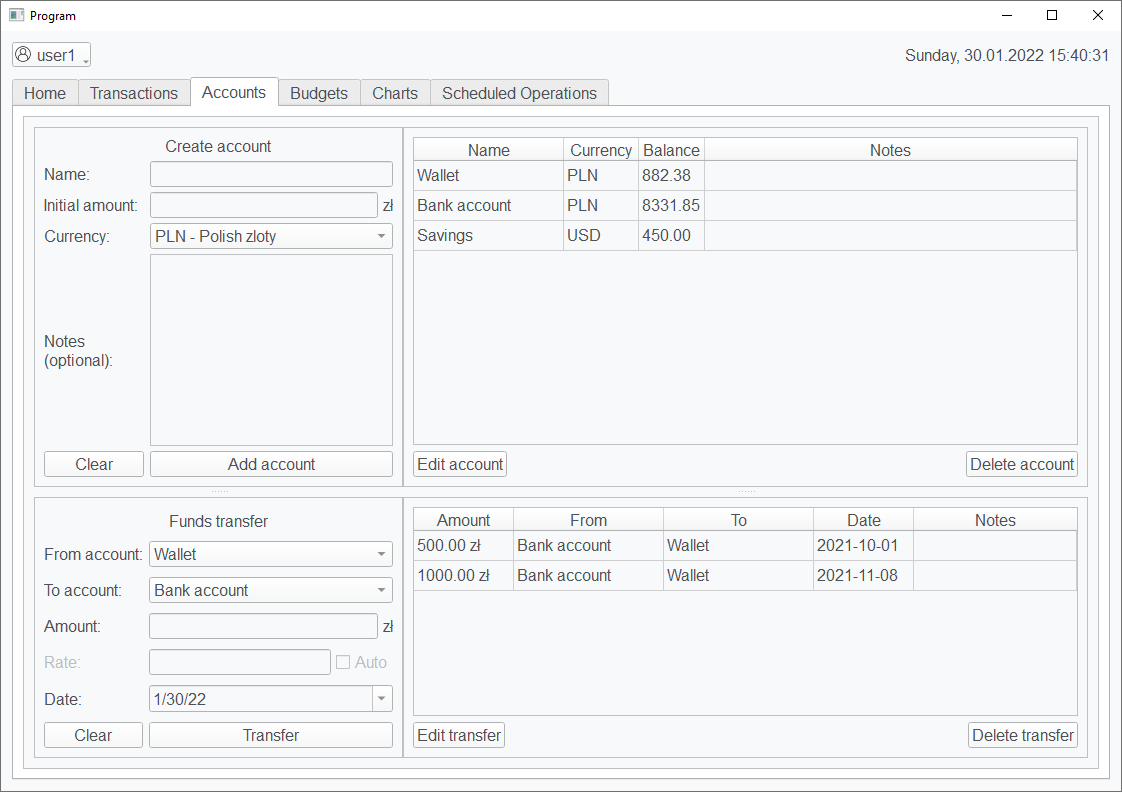 Program
user1
Sunday, 30.01.2022 15:40:31
Home Transactions Accounts Budgets Charts Scheduled Operations
Create account
Name:
Initial amount: zł
Currency: PLN - Polish zloty
Notes
(optional):
Clear Add account
Name Currency Balance Notes
Wallet PLN 882.38
Bank account PLN 8331.85
Savings USD 450.00
Edit account Delete account
Funds transfer
From account: Wallet
To account: Bank account
Amount: zł
Rate: Auto
Date: 1/30/22
Clear Transfer
Amount From To Date Notes
500.00 zł Bank account Wallet 2021-10-01
1000.00 zł Bank account Wallet 2021-11-08
Edit transfer Delete transfer